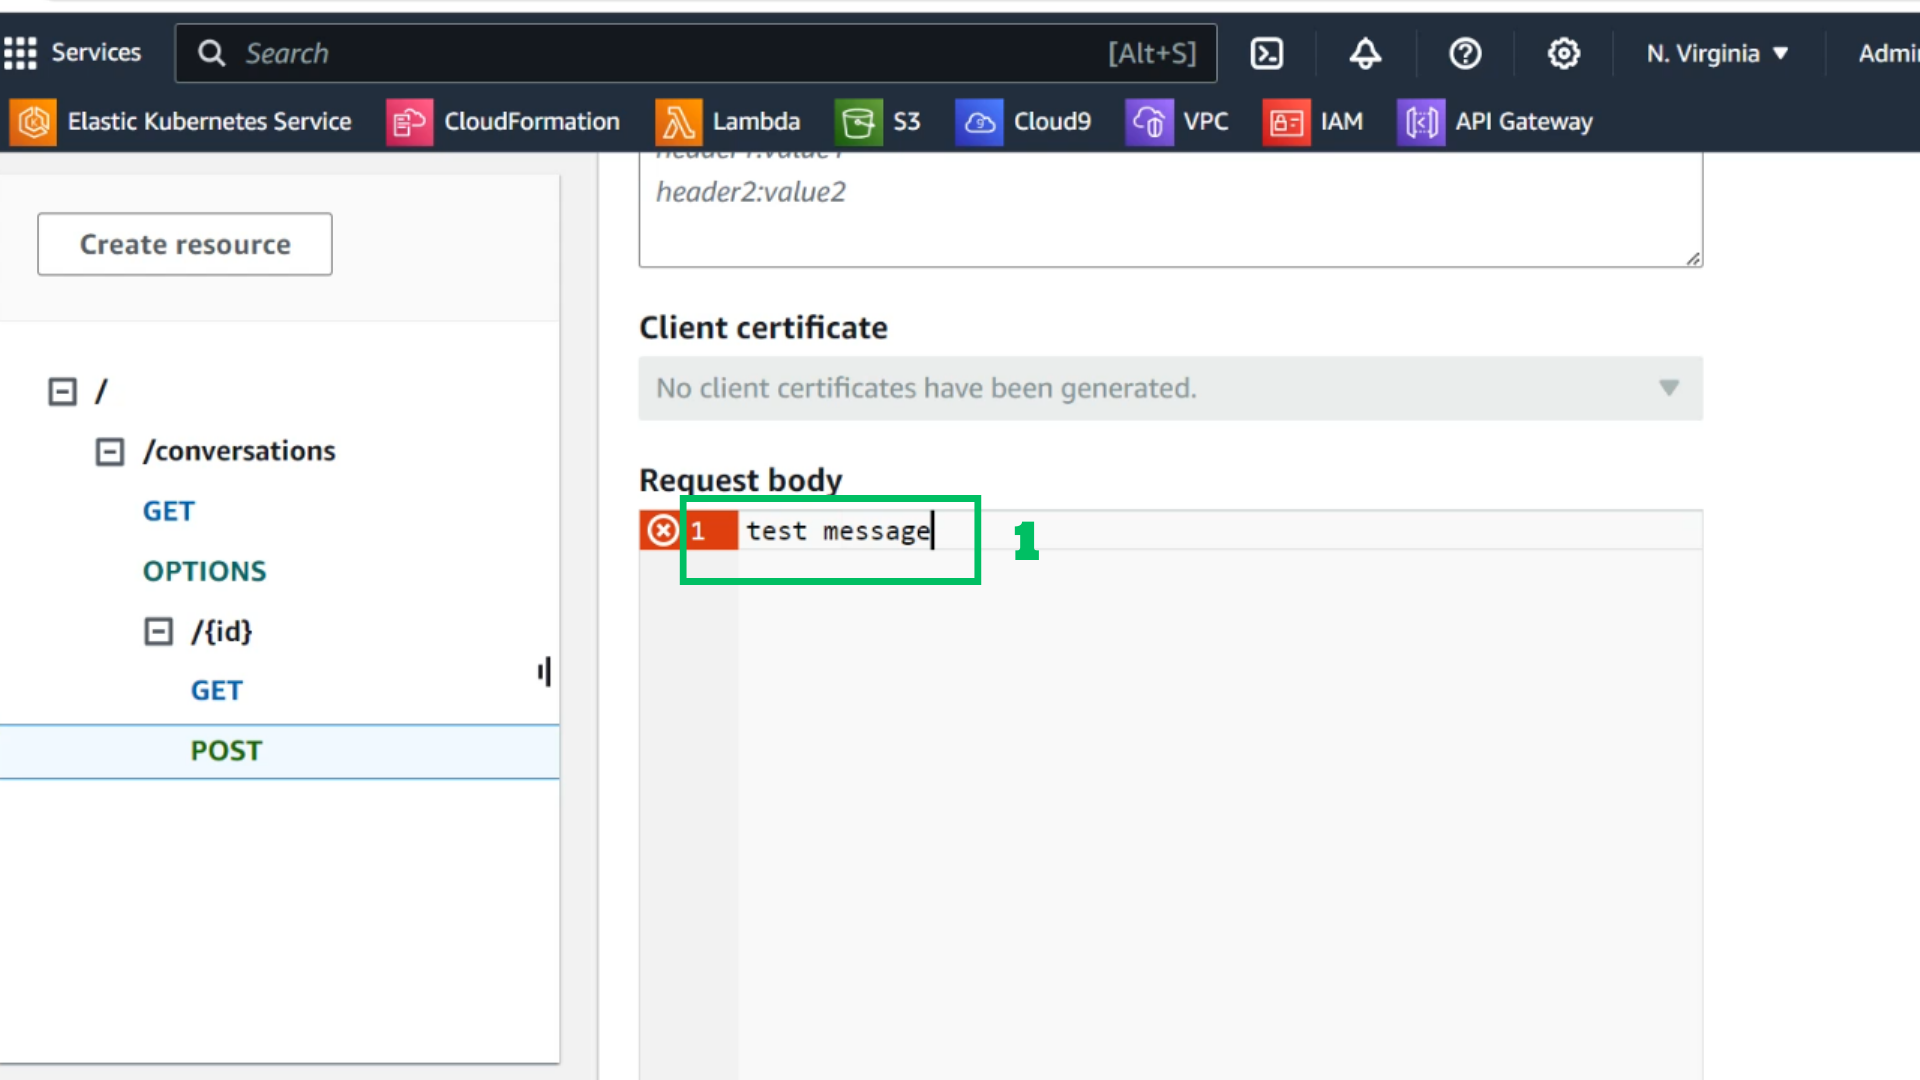 Services
Search [Alt+S]
N. Virginia
Admi
Elastic Kubernetes Service
CloudFormation
Lambda
S3
Cloud9
VPC
IAM
API Gateway
header1:value1
header2:value2
Create resource
Client certificate
No client certificates have been generated.
/
/conversations
GET
OPTIONS
/{id}
GET
POST
Request body
1 test message
1